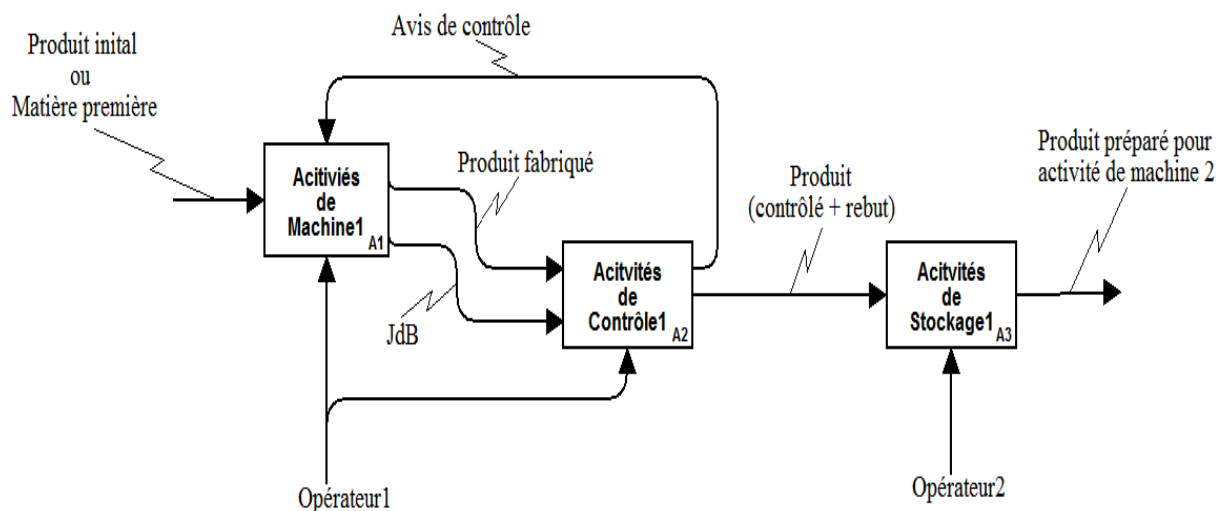 Avis de contrôle
Produit inital
ou
Matière première
Acitiviés
de
Machine1
A1
Produit fabriqué
JdB
Acitvités
de
Contrôle1
A2
Produit
(contrôlé + rebut)
Acitvités
de
Stockage1
A3
Produit préparé pour
activité de machine 2
Opérateur1
Opérateur2